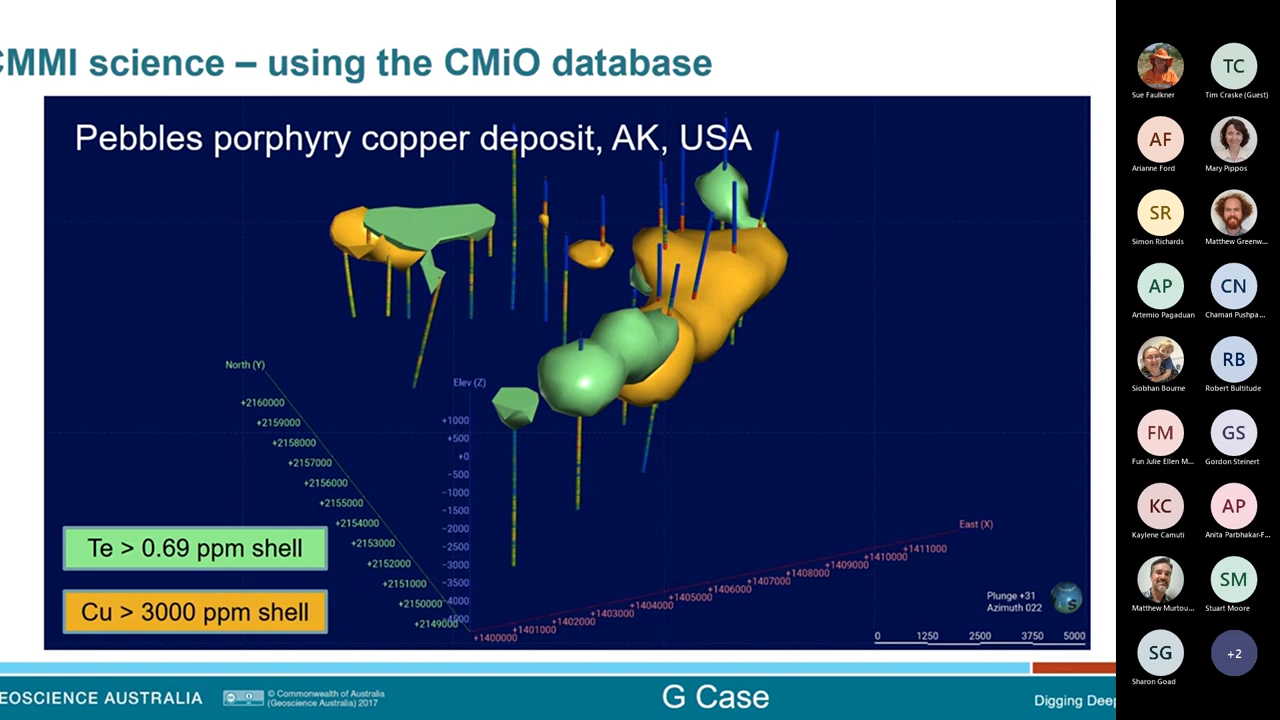 CMMI science – using the CMiO database
Pebbles porphyry copper deposit, AK, USA
North (Y)
+2160000
+2159000
+2158000
+2157000
+2156000
+2155000
+2154000
+2153000
+2152000
+2151000
+2150000
+2149000
Elev (Z)
+1000
+500
+0
-500
-1000
-1500
-2000
-2500
-3000
-3500
-4000
-4500
East (X)
+1411000
+1410000
+1409000
+1408000
+1407000
+1406000
+1405000
+1404000
+1403000
+1402000
+1401000
+1400000
Te > 0.69 ppm shell
Cu > 3000 ppm shell
Plunge +31
Azimuth 022
S
0 1250 2500 3750 5000
GEOSCIENCE AUSTRALIA
© Commonwealth of Australia
(Geoscience Australia) 2017
G Case
Digging Deep
Sue Faulkner
TC
Tim Craske (Guest)
AF
Arianne Ford
Mary Pippos
SR
Simon Richards
Matthew Greenw...
AP
Artemio Pagaduan
CN
Chamari Pushpa...
Siobhan Bourne
RB
Robert Bultitude
FM
Fun Julie Ellen M...
GS
Gordon Steinert
KC
Kaylene Camuti
AP
Anita Parbhakar-F...
Matthew Murtou...
SM
Stuart Moore
SG
Sharon Goad
+2